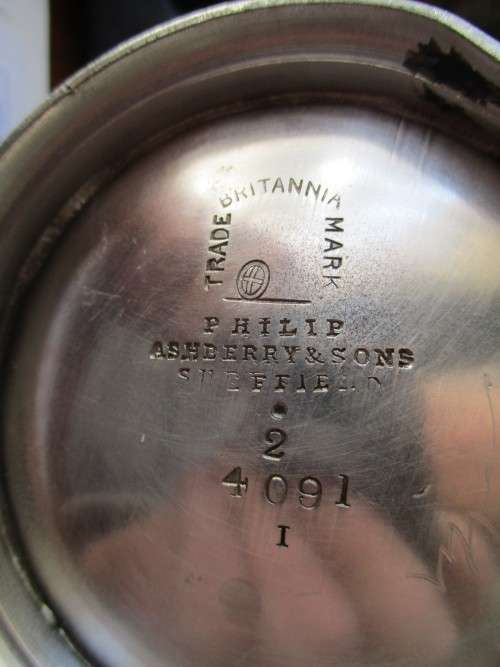 TRADE BRITANNIA MARK
PHILIP
ASHBERRY & SONS
SHEFFIELD
2
4091
I